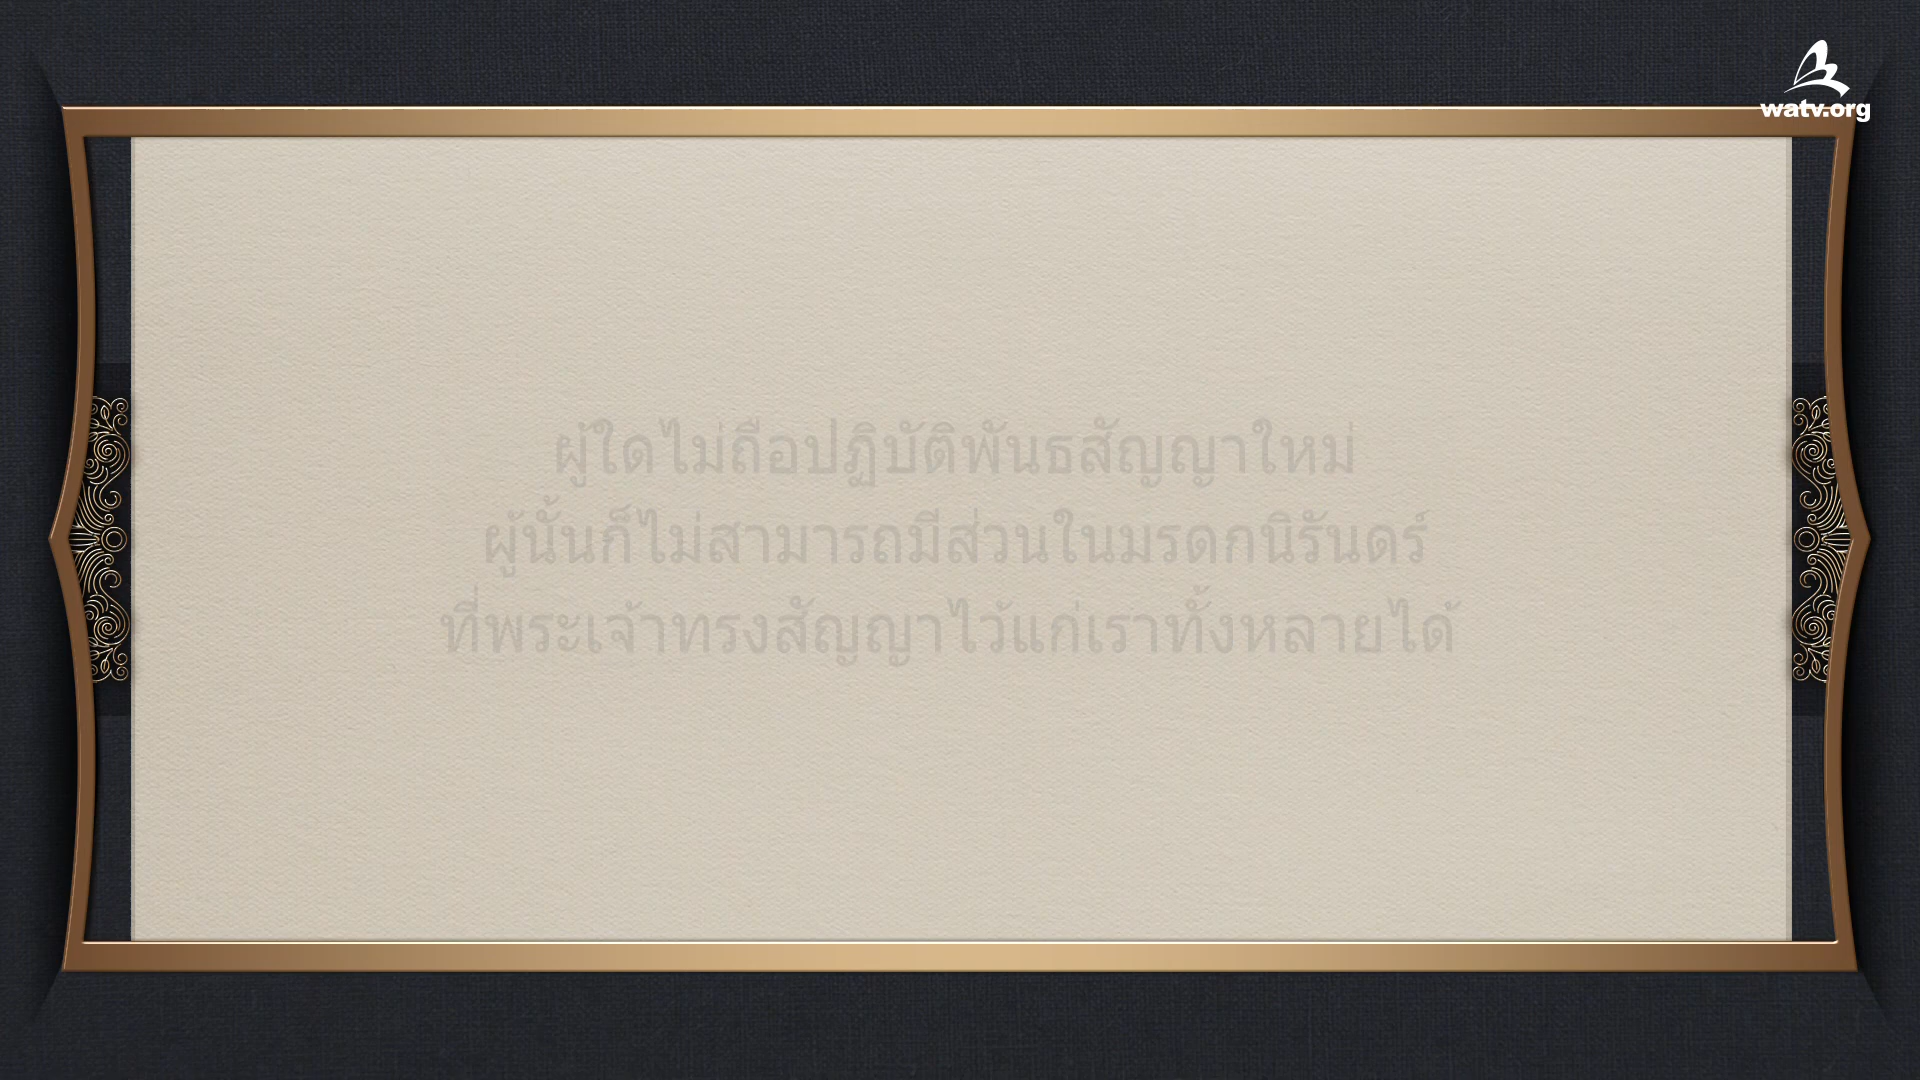 watv.org
ผู้ใดไม่ถือปฏิบัติพันธสัญญาใหม่
ผู้นั้นก็ไม่สามารถมีส่วนในมรดกนิรันดร์
ที่พระเจ้าทรงสัญญาไว้แก่เราทั้งหลายได้